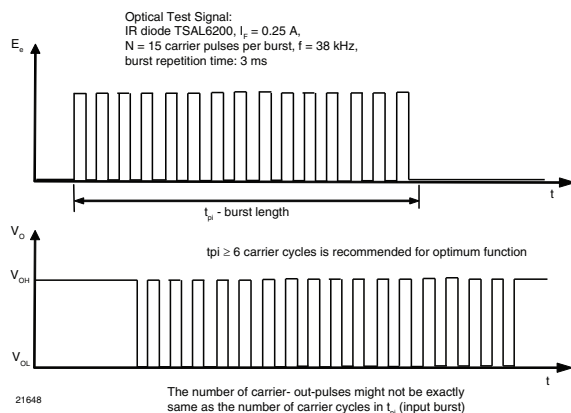 Optical Test Signal:
IR diode TSAL6200, I_F = 0.25 A,
N = 15 carrier pulses per burst, f = 38 kHz,
burst repetition time: 3 ms
E_e
t
t_pi - burst length
V_O
tpi ≥ 6 carrier cycles is recommended for optimum function
V_OH
V_OL
t
21648
The number of carrier- out-pulses might not be exactly
same as the number of carrier cycles in t_pi (input burst)